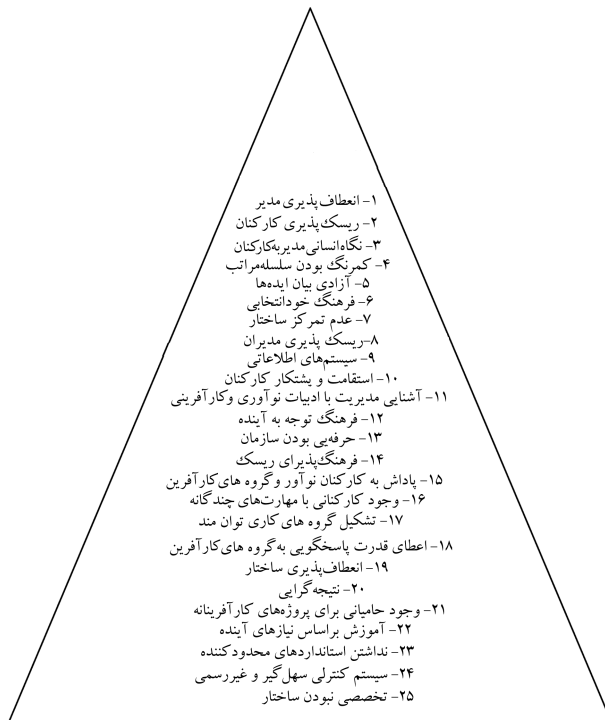 ۱- انعطاف‌پذیری مدیر
۲- ریسک‌پذیری کارکنان
۳- نگاه‌انسانی‌مدیربه‌کارکنان
۴- کمرنگ بودن سلسله‌مراتب
۵- آزادی بیان ایده‌ها
۶- فرهنگ خودانتخابی
۷- عدم تمرکز ساختار
۸-ریسک پذیری مدیران
۹- سیستم‌های اطلاعاتی
۱۰- استقامت و پشتکار کارکنان
۱۱- آشنایی مدیریت با ادبیات نوآوری وکارآفرینی
۱۲- فرهنگ توجه به آینده
۱۳- حرفه‌یی بودن سازمان
۱۴- فرهنگ‌پذیرای ریسک
۱۵- پاداش به کارکنان نوآور وگروه های‌کارآفرین
۱۶- وجود کارکنانی با مهارت‌های چندگانه
۱۷- تشکیل گروه های کاری توان مند
۱۸- اعطای قدرت پاسخگویی به‌گروه های‌کارآفرین
۱۹- انعطاف‌پذیری ساختار
۲۰- نتیجه‌گرایی
۲۱- وجود حامیانی برای پروژه‌های کارآفرینانه
۲۲- آموزش براساس نیازهای آینده
۲۳- نداشتن استانداردهای محدودکننده
۲۴- سیستم کنترلی سهل‌گیر و غیررسمی
۲۵- تخصصی نبودن ساختار